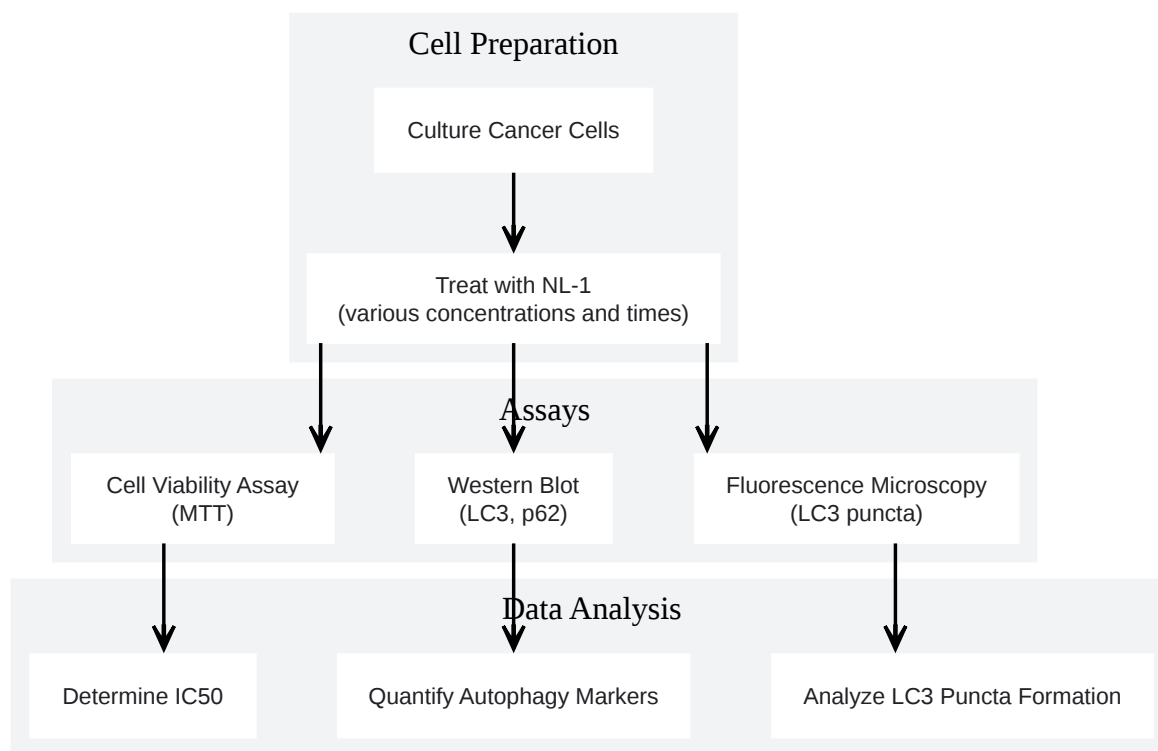 Cell Preparation
Culture Cancer Cells
Treat with NL-1
(various concentrations and times)
Assays
Cell Viability Assay
(MTT)
Western Blot
(LC3, p62)
Fluorescence Microscopy
(LC3 puncta)
Data Analysis
Determine IC50
Quantify Autophagy Markers
Analyze LC3 Puncta Formation